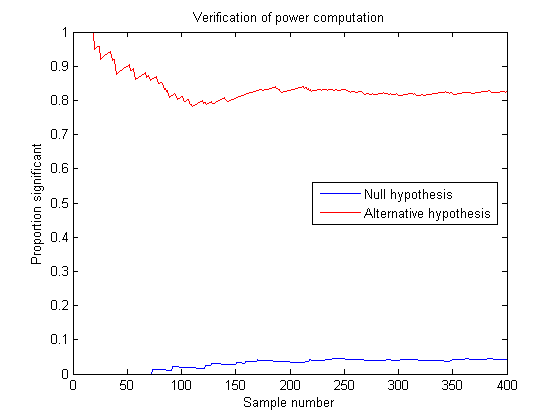 Verification of power computation
1
0.9
0.8
0.7
0.6
0.5
0.4
0.3
0.2
0.1
0
Proportion significant
Null hypothesis
Alternative hypothesis
0 50 100 150 200 250 300 350 400
Sample number